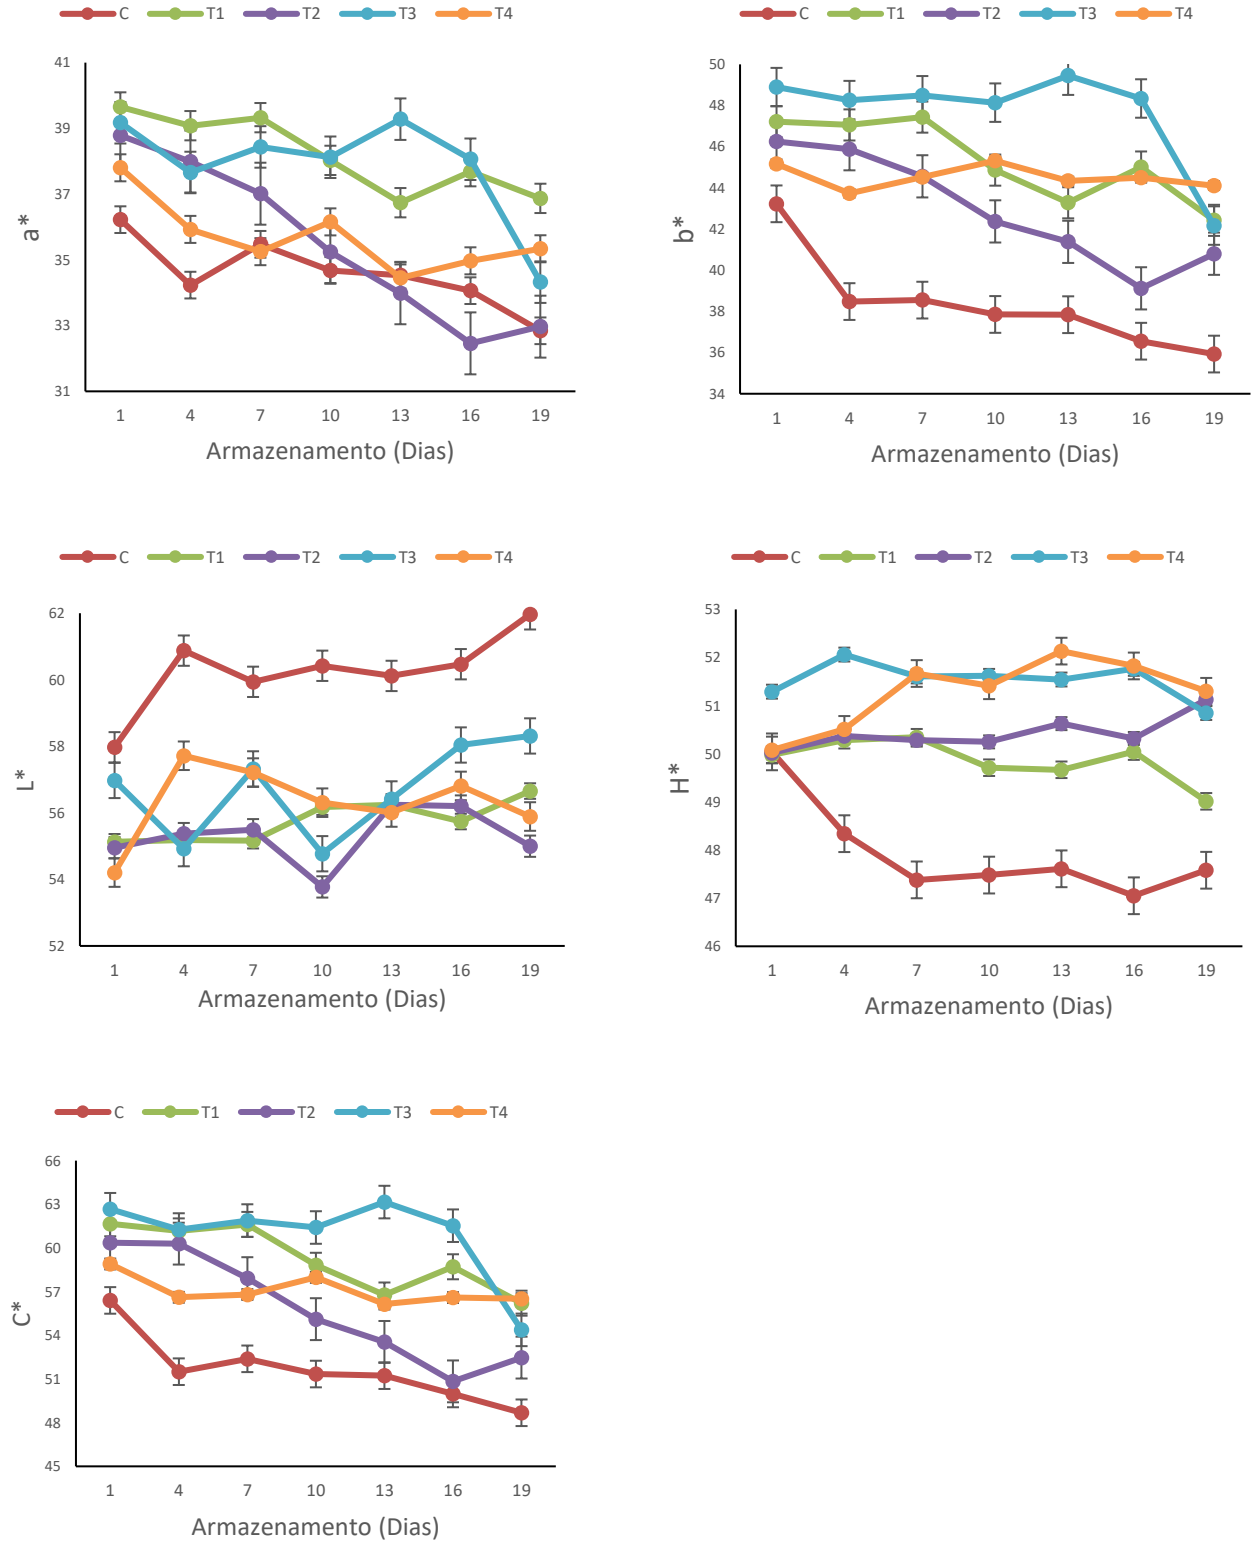 C T1 T2 T3 T4
41
39
37
35
33
31
a*
1 4 7 10 13 16 19
Armazenamento (Dias)
C T1 T2 T3 T4
50
48
46
44
42
40
38
36
34
b*
1 4 7 10 13 16 19
Armazenamento (Dias)
C T1 T2 T3 T4
62
60
58
56
54
52
L*
1 4 7 10 13 16 19
Armazenamento (Dias)
C T1 T2 T3 T4
53
52
51
50
49
48
47
46
H*
1 4 7 10 13 16 19
Armazenamento (Dias)
C T1 T2 T3 T4
66
63
60
57
54
51
48
45
C*
1 4 7 10 13 16 19
Armazenamento (Dias)